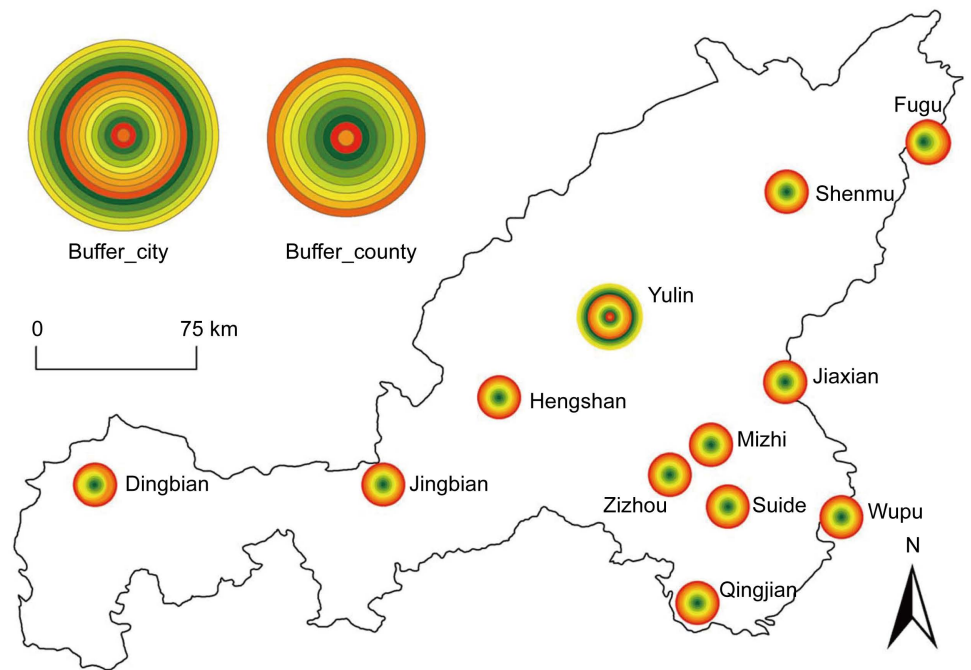 Fugu
Shenmu
Buffer_city
Buffer_county
Yulin
0
75 km
Jiaxian
Hengshan
Mizhi
Dingbian
Jingbian
Zizhou
Suide
Wupu
N
Qingjian